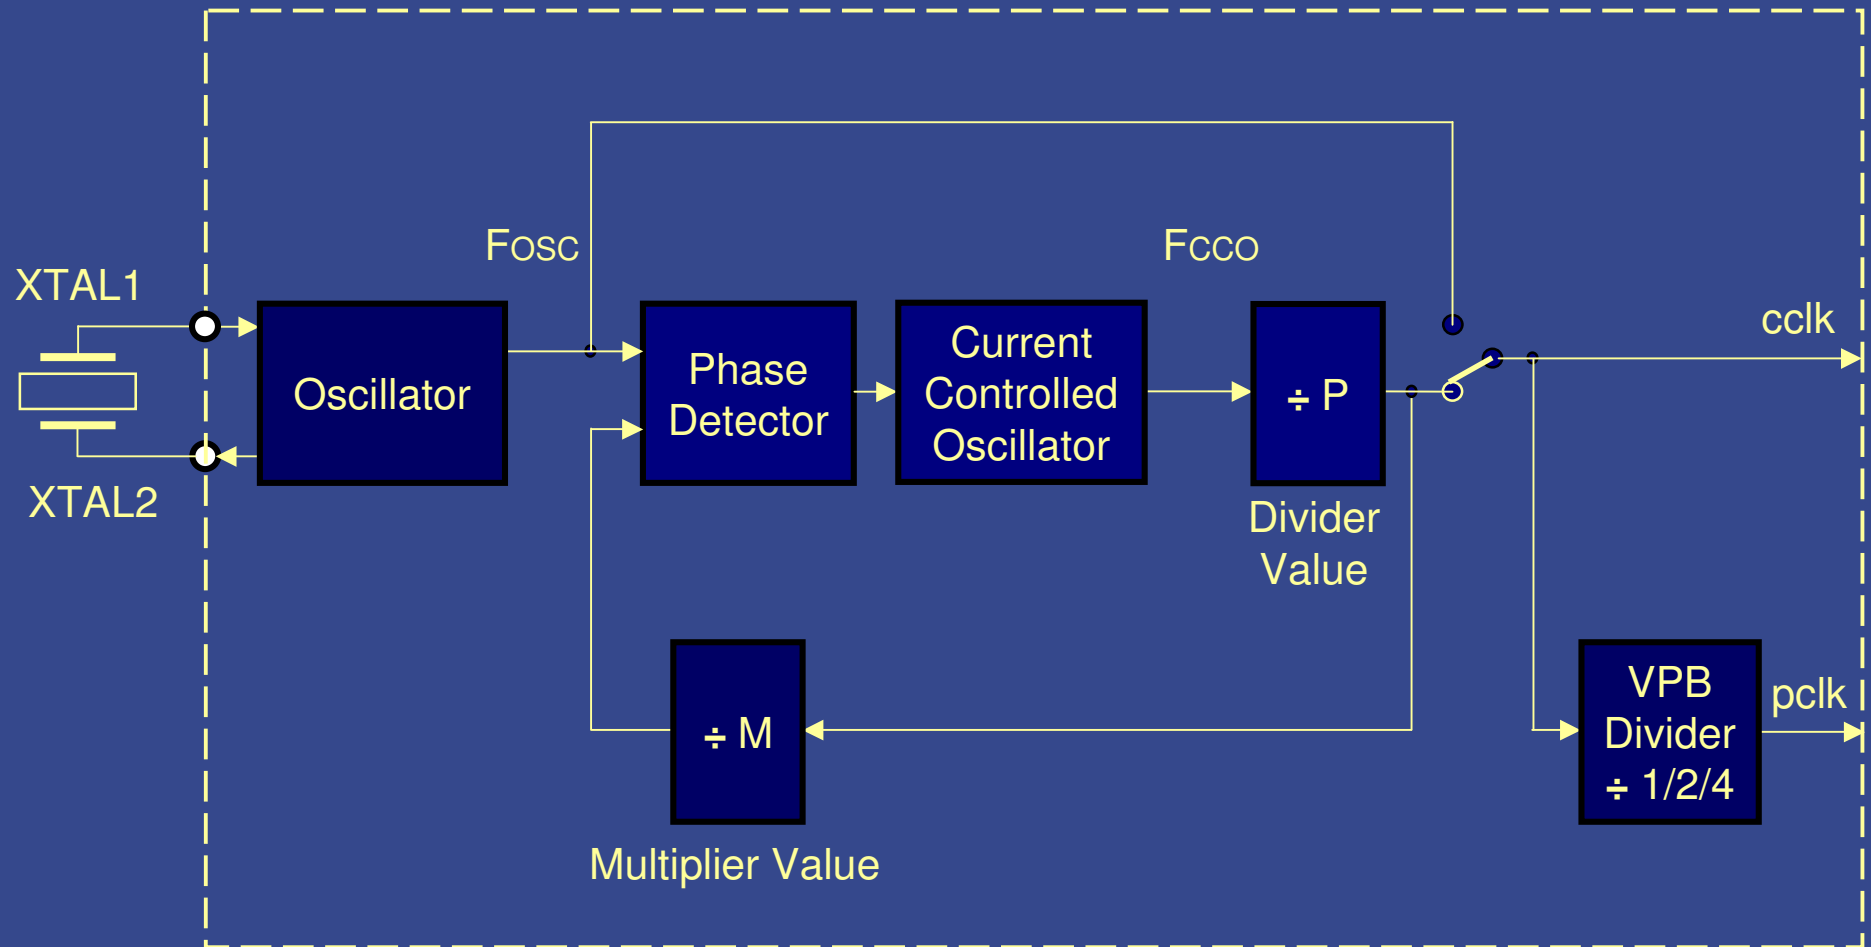 FOSC
FCCO
XTAL1
XTAL2
Oscillator
Phase
Detector
Current
Controlled
Oscillator
÷ P
Divider
Value
cclk
÷ M
Multiplier Value
VPB
Divider
÷ 1/2/4
pclk